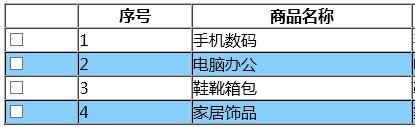 序号 商品名称
1 手机数码
2 电脑办公
3 鞋靴箱包
4 家居饰品